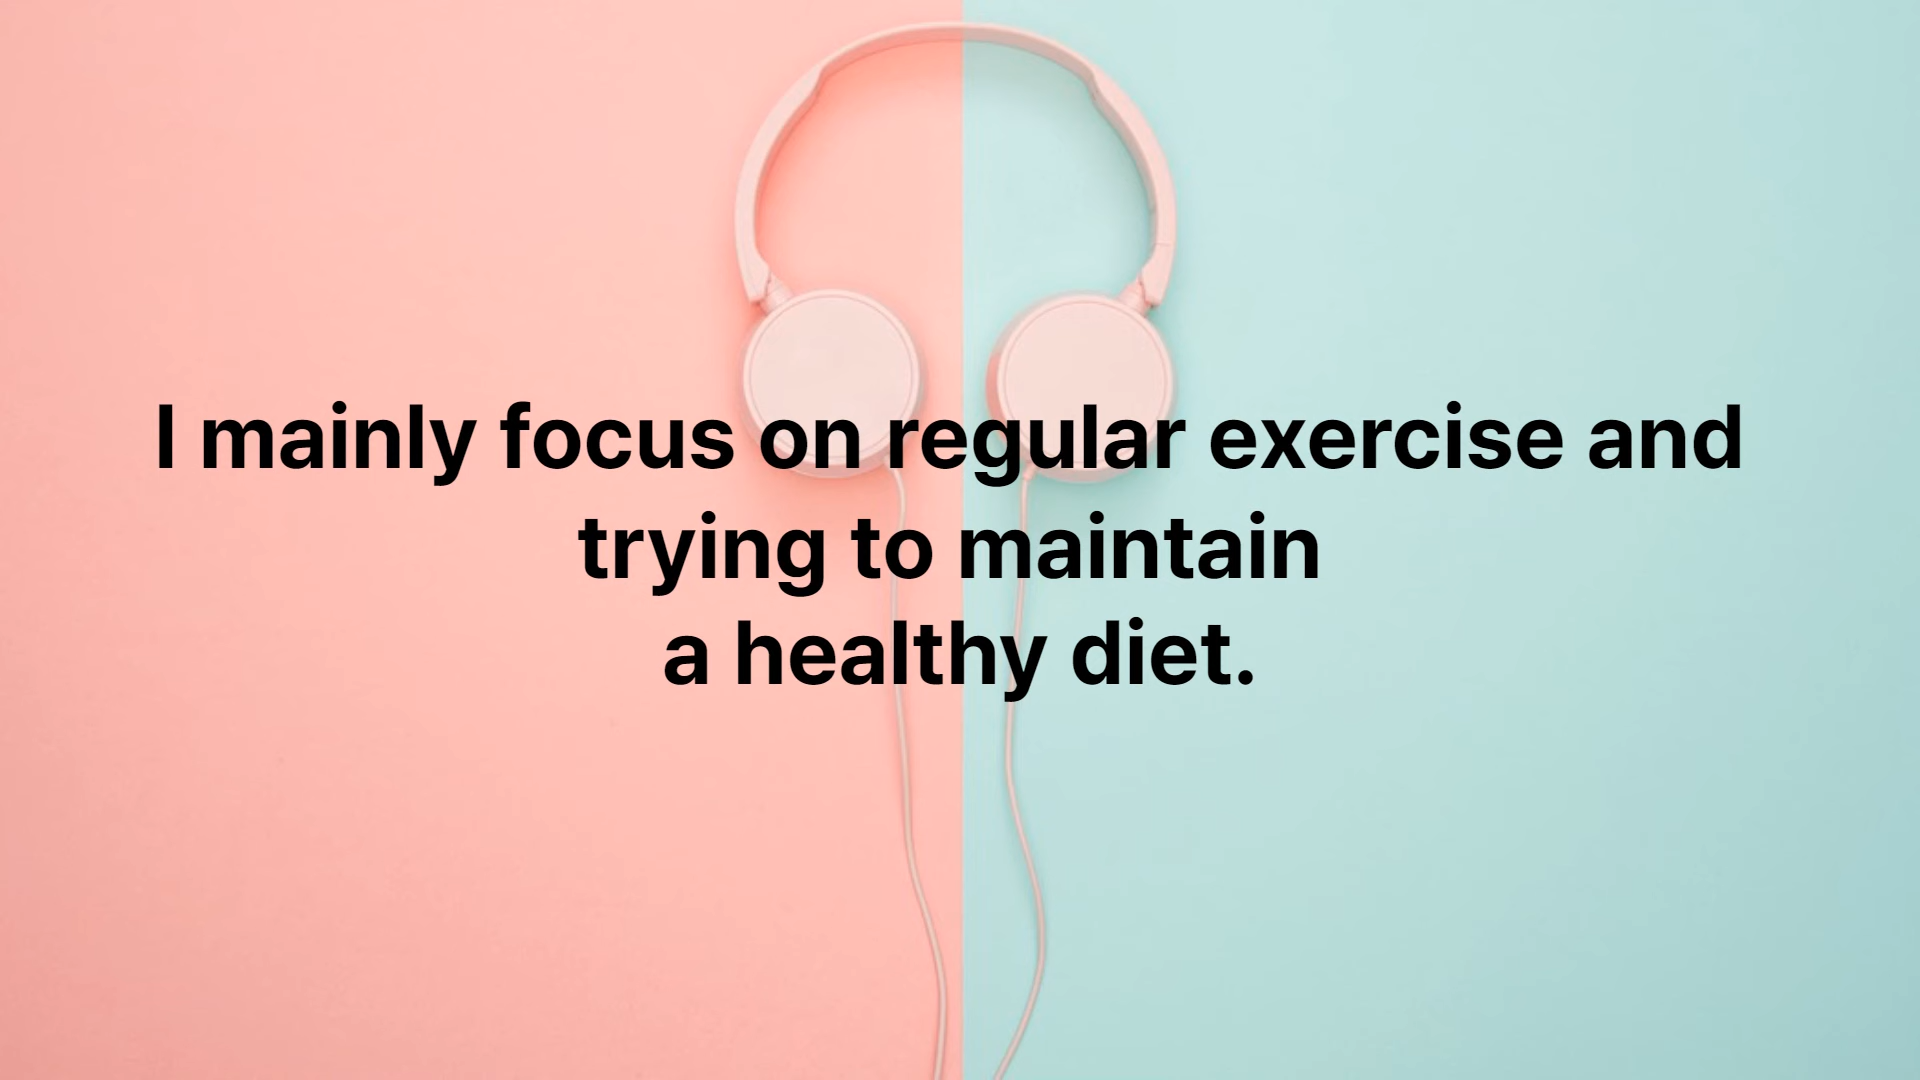 I mainly focus on regular exercise and
trying to maintain
a healthy diet.